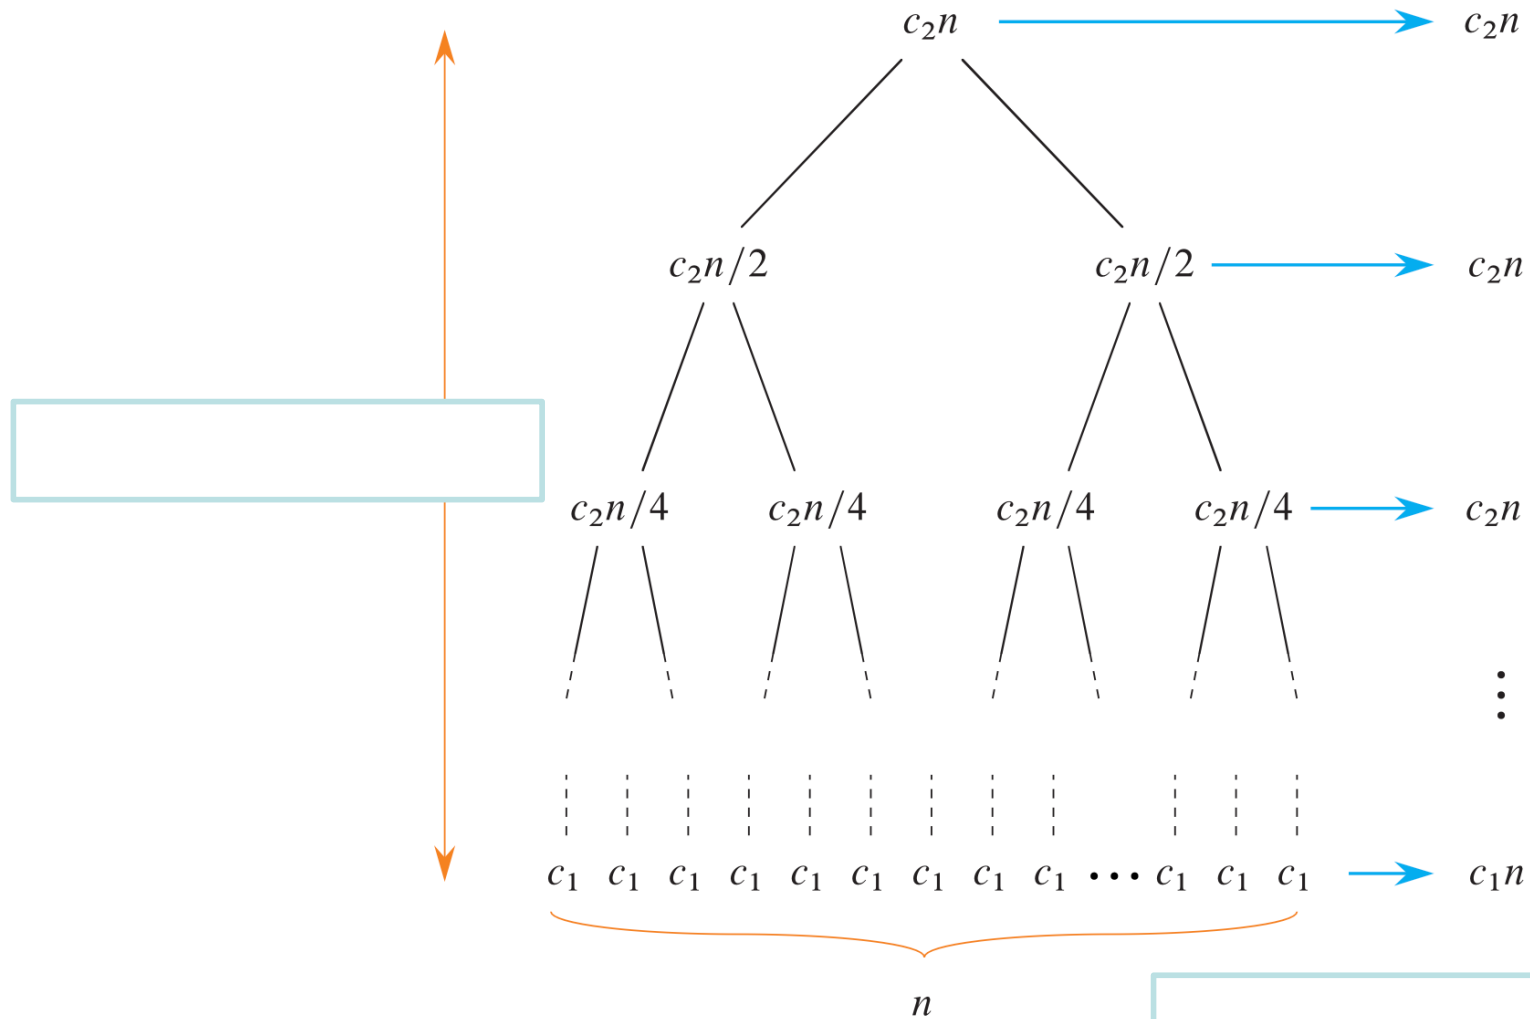 c₂n c₂n
c₂n/2 c₂n/2 c₂n
c₂n/4 c₂n/4 c₂n/4 c₂n/4 c₂n
⋮
c₁ c₁ c₁ c₁ c₁ c₁ c₁ c₁ c₁ ⋯ c₁ c₁ c₁ c₁n
n